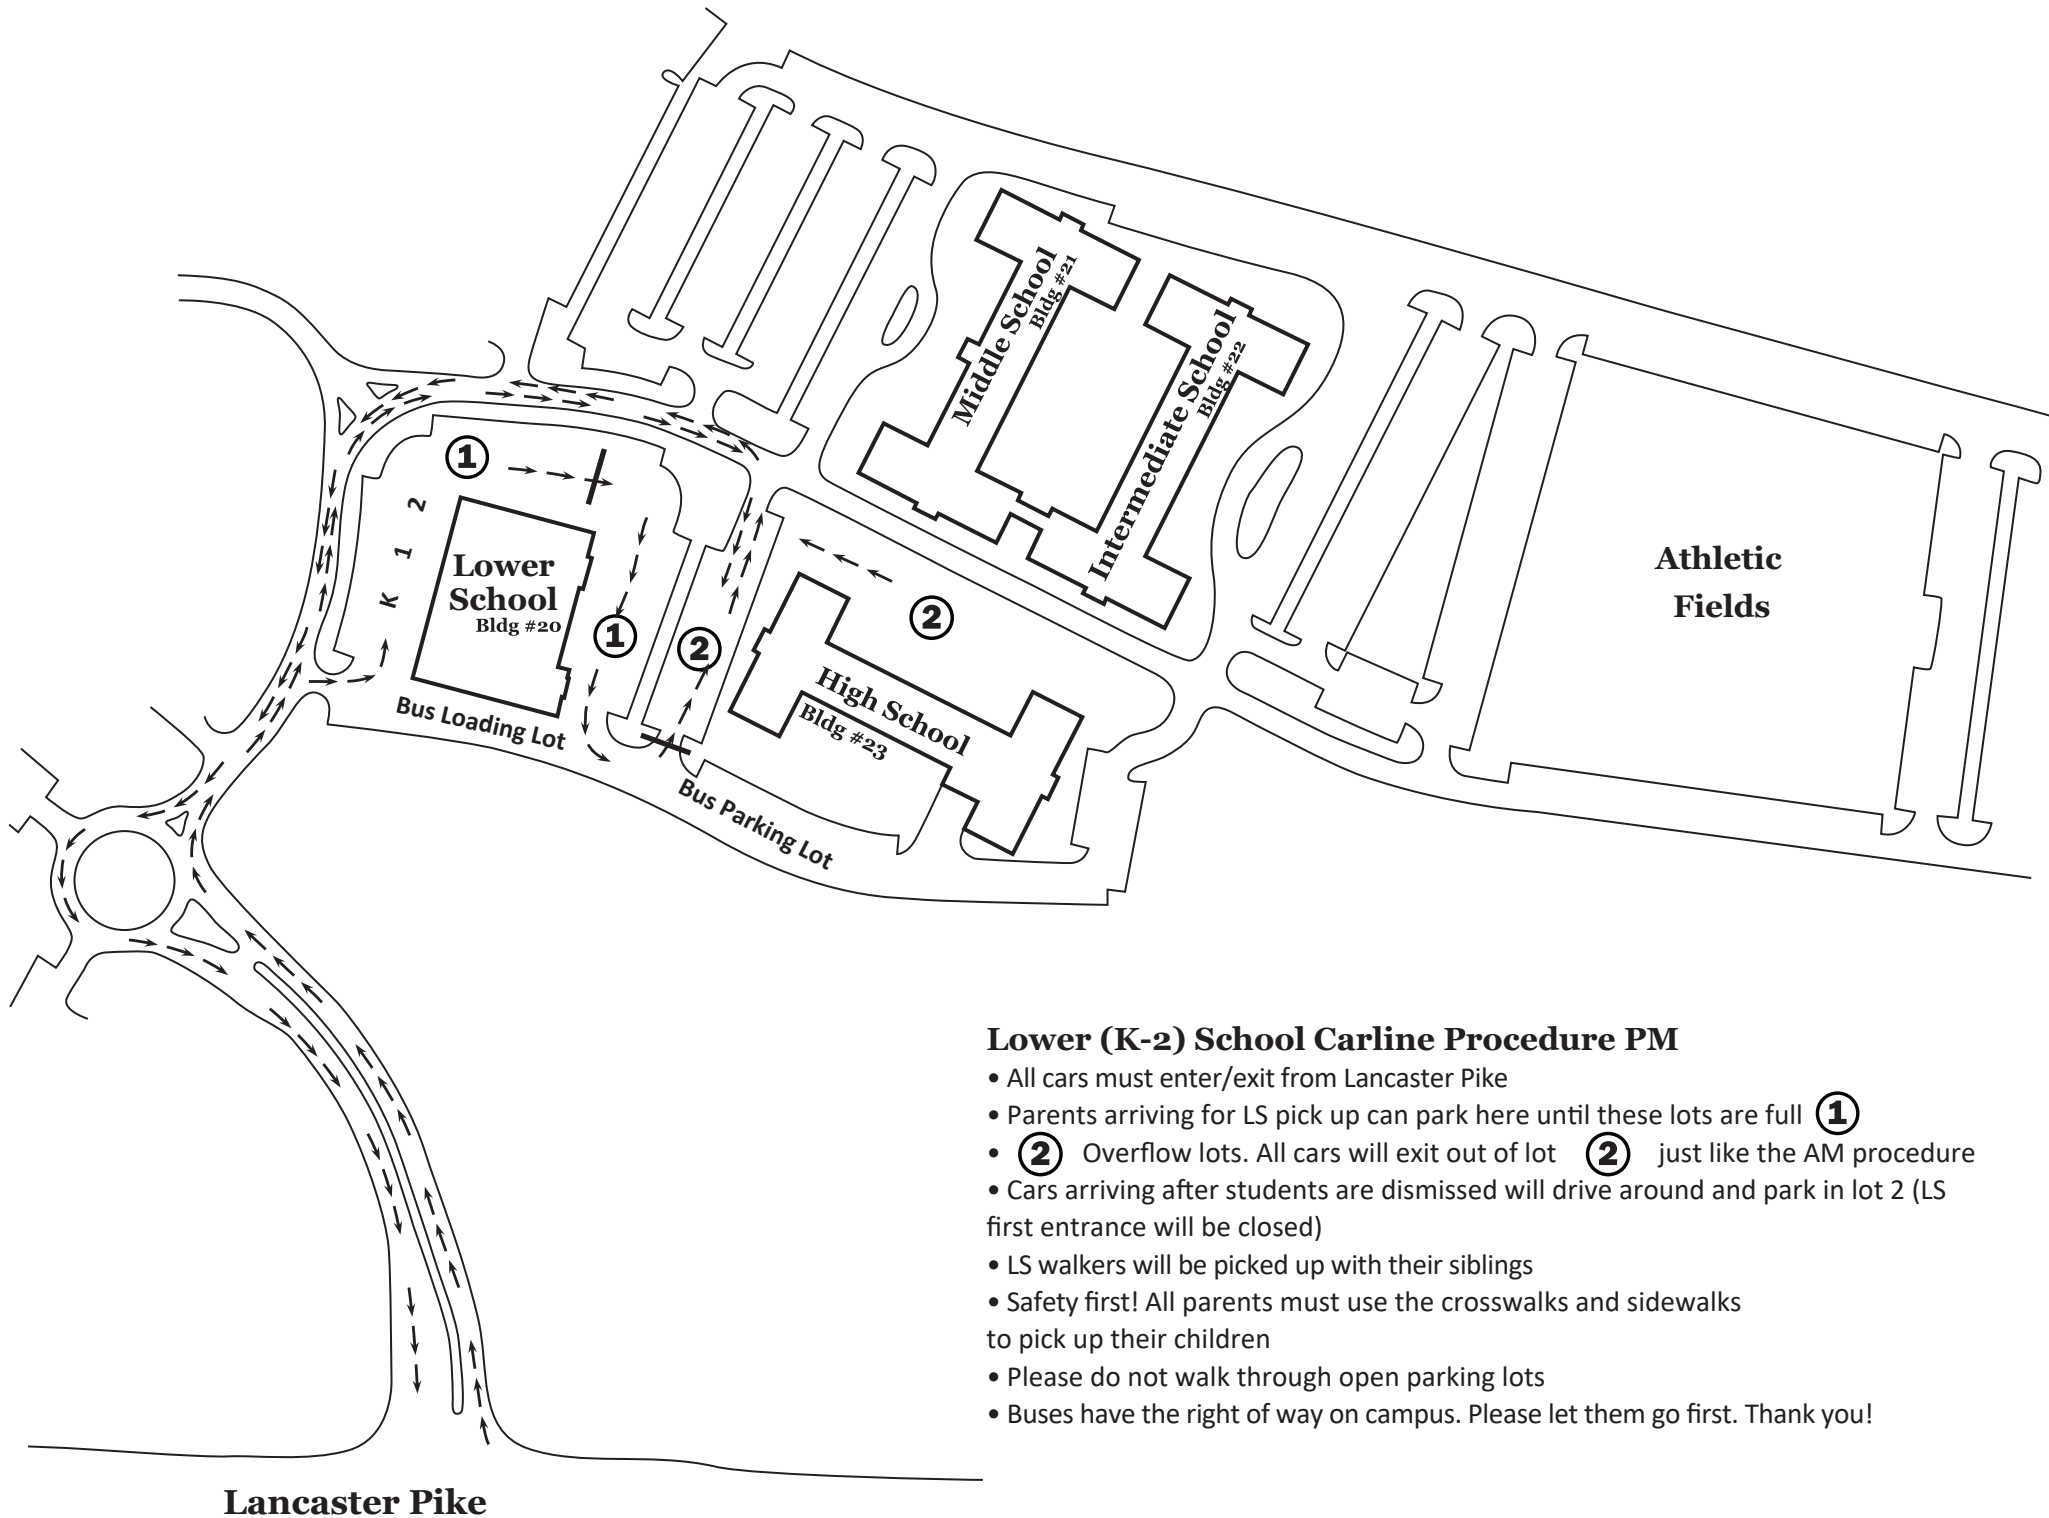 Middle School
Bldg #21
Intermediate School
Bldg #22
1
2
1
K
Lower
School
Bldg #20
1
2
2
High School
Bldg #23
Bus Loading Lot
Bus Parking Lot
Athletic
Fields
Lower (K-2) School Carline Procedure PM
• All cars must enter/exit from Lancaster Pike
• Parents arriving for LS pick up can park here until these lots are full 1
• 2 Overflow lots. All cars will exit out of lot 2 just like the AM procedure
• Cars arriving after students are dismissed will drive around and park in lot 2 (LS
first entrance will be closed)
• LS walkers will be picked up with their siblings
• Safety first! All parents must use the crosswalks and sidewalks
to pick up their children
• Please do not walk through open parking lots
• Buses have the right of way on campus. Please let them go first. Thank you!
Lancaster Pike